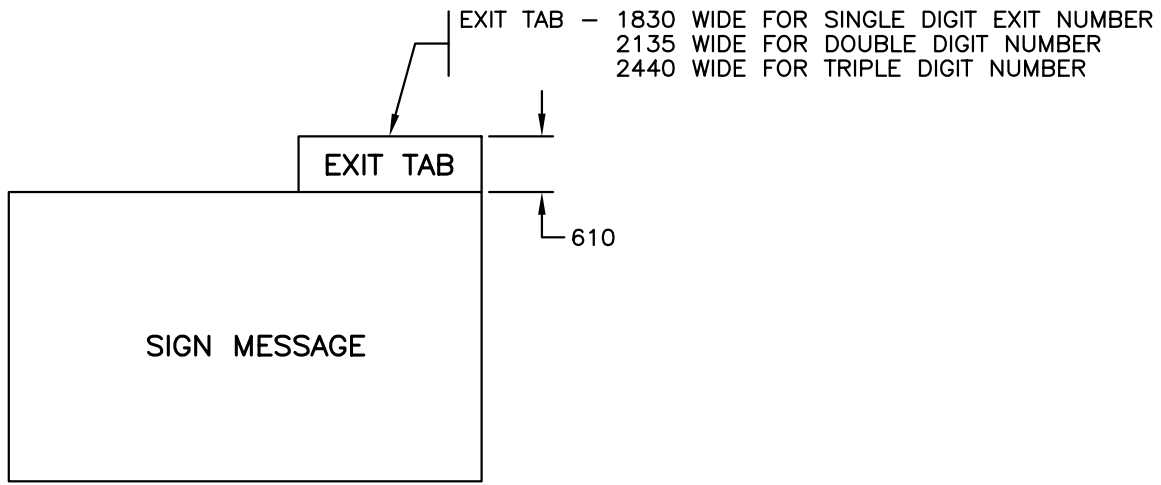 EXIT TAB – 1830 WIDE FOR SINGLE DIGIT EXIT NUMBER
2135 WIDE FOR DOUBLE DIGIT NUMBER
2440 WIDE FOR TRIPLE DIGIT NUMBER
EXIT TAB
610
SIGN MESSAGE